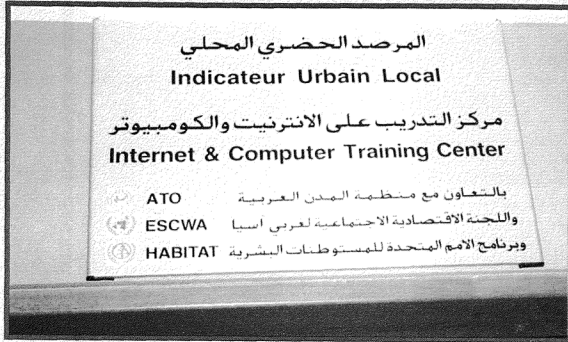 المرصد الحضري المحلي
Indicateur Urbain Local
مركز التدريب على الانترنيت والكومبيوتر
Internet & Computer Training Center
بالتعاون مع منظمة المدن العربية ATO
واللجنة الاقتصادية الاجتماعية لغربي آسيا ESCWA
وبرنامج الامم المتحدة للمستوطنات البشرية HABITAT